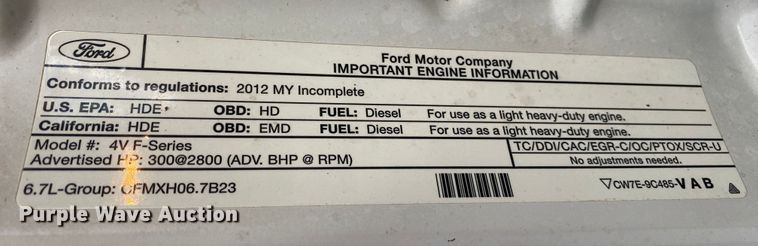 Ford
Ford Motor Company
IMPORTANT ENGINE INFORMATION
Conforms to regulations: 2012 MY Incomplete
U.S. EPA: HDE OBD: HD FUEL: Diesel For use as a light heavy-duty engine.
California: HDE OBD: EMD FUEL: Diesel For use as a light heavy-duty engine.
Model #: 4V F-Series TC/DDI/CAC/EGR-C/OC/PTOX/SCR-U
Advertised HP: 300@2800 (ADV. BHP @ RPM) No adjustments needed.
6.7L-Group: CFMXH06.7B23 CW7E-9C485-VAB
Purple Wave Auction